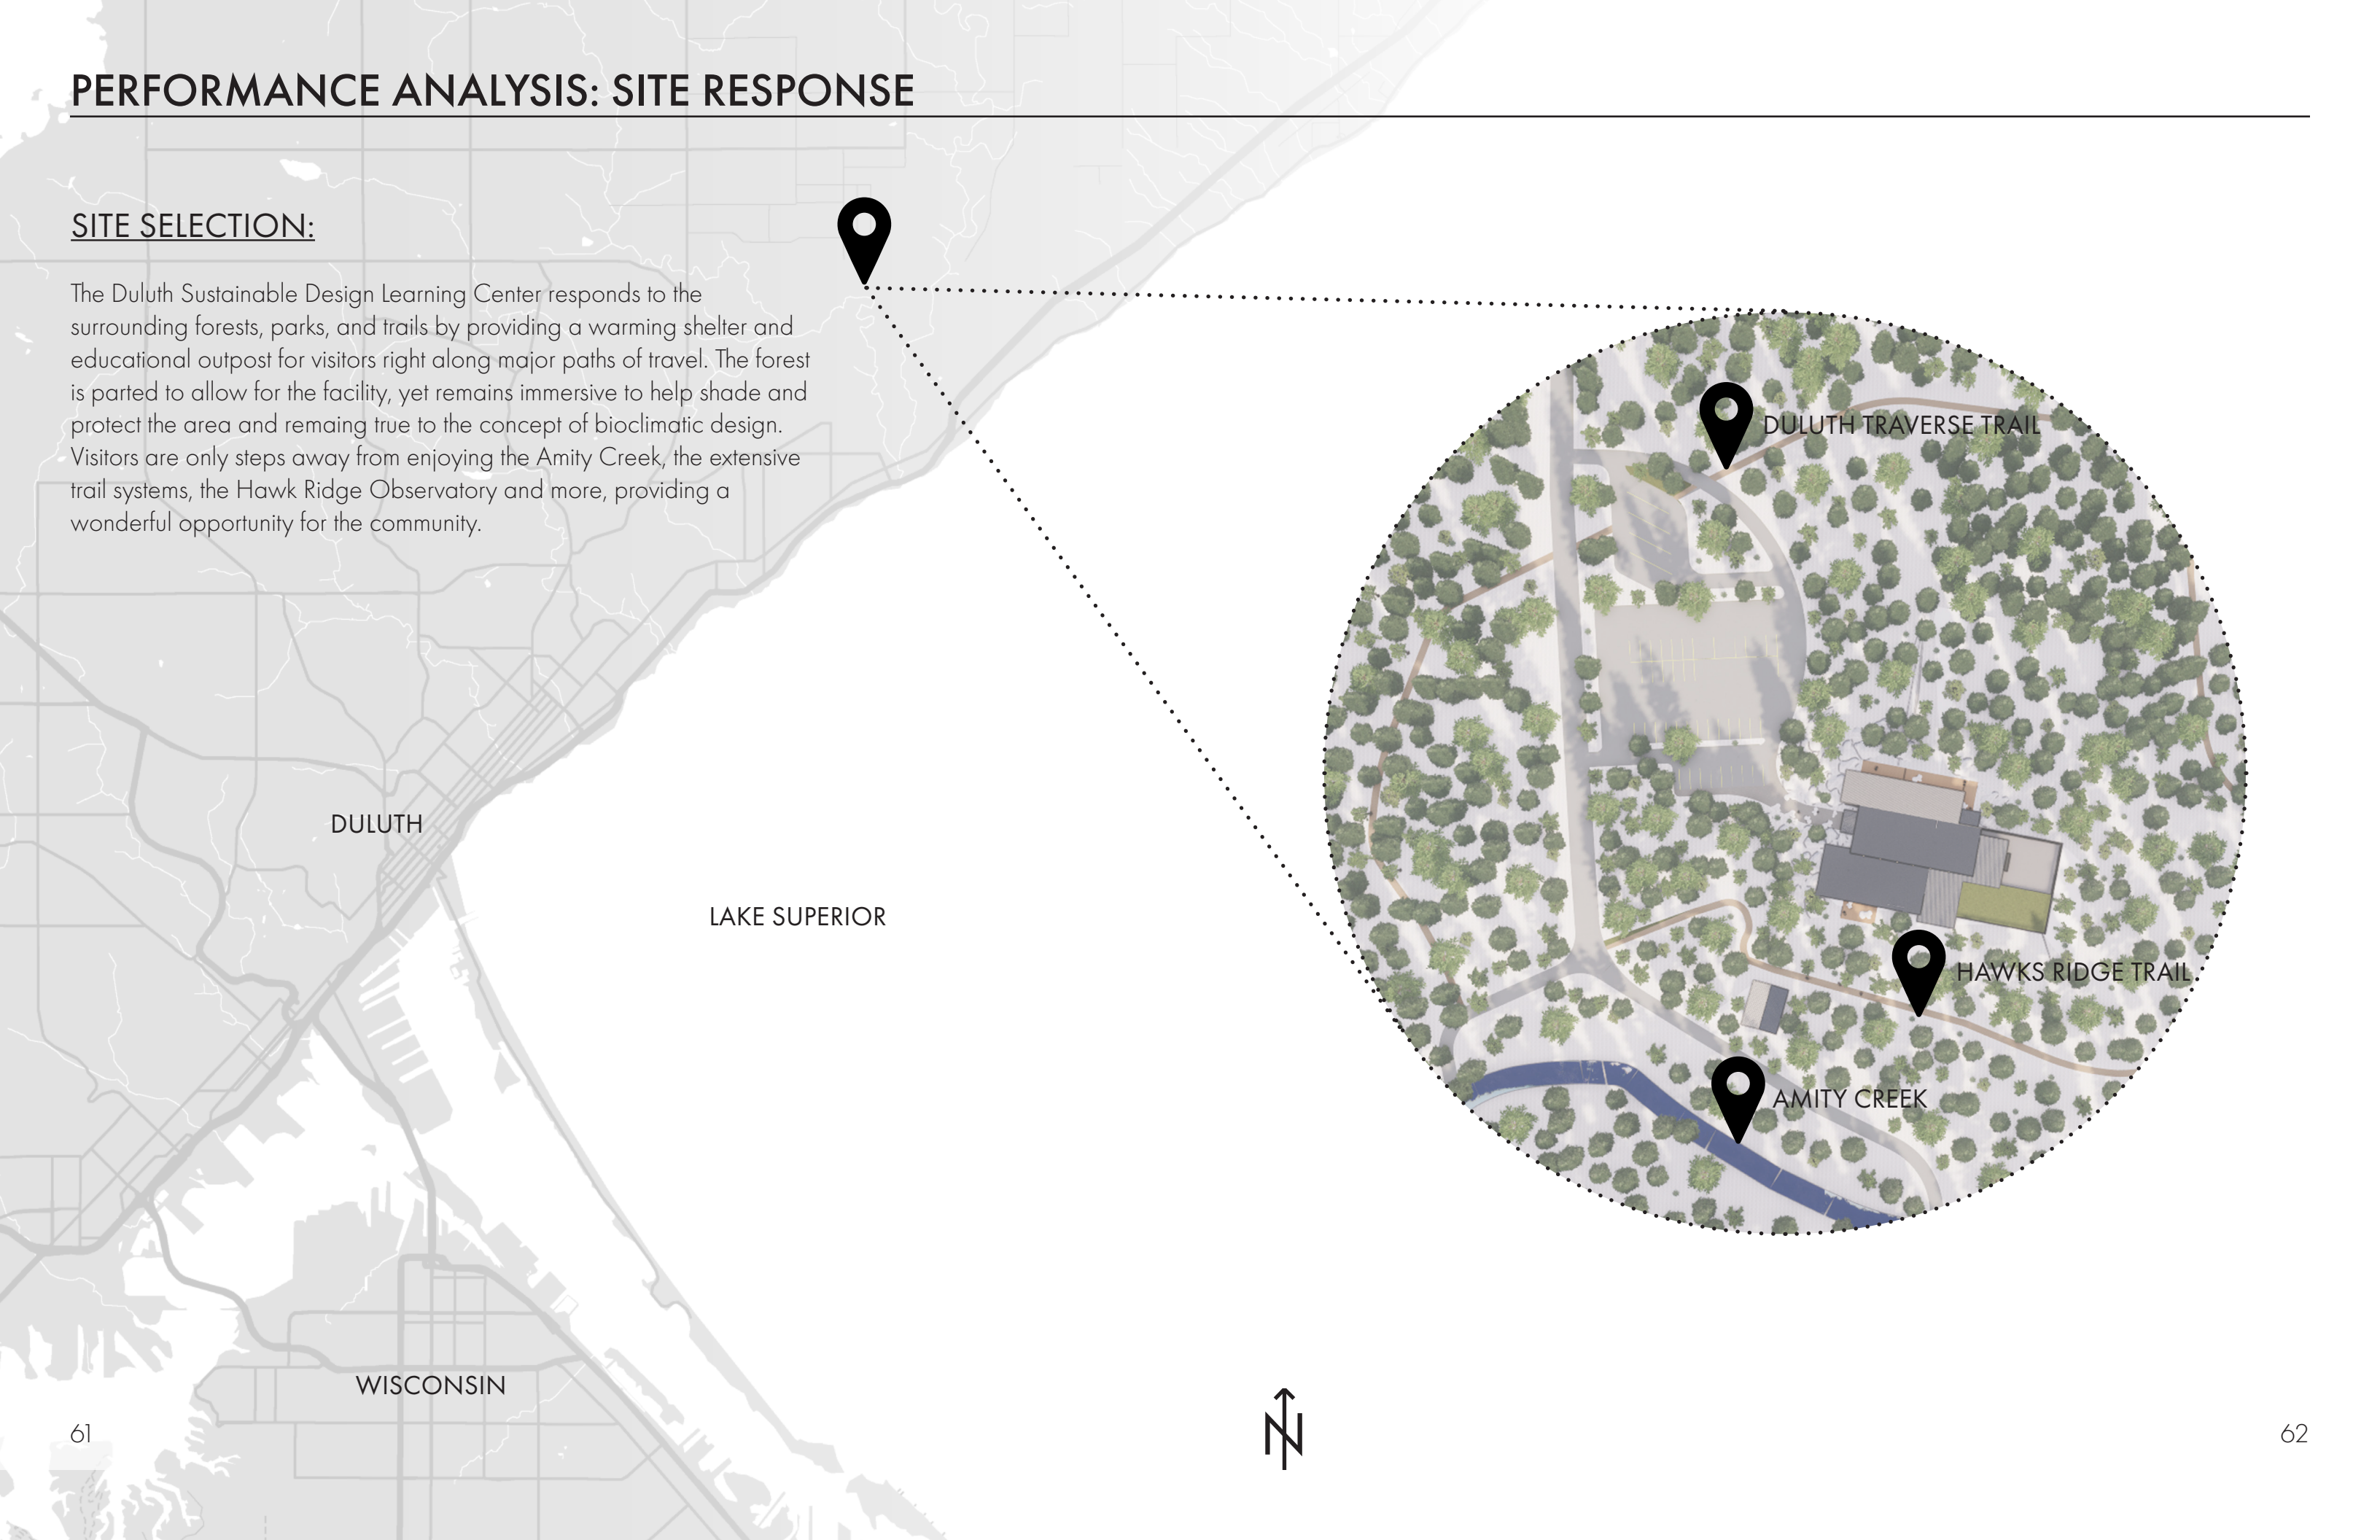 PERFORMANCE ANALYSIS: SITE RESPONSE
SITE SELECTION:
The Duluth Sustainable Design Learning Center responds to the
surrounding forests, parks, and trails by providing a warming shelter and
educational outpost for visitors right along major paths of travel. The forest
is parted to allow for the facility, yet remains immersive to help shade and
protect the area and remaing true to the concept of bioclimatic design.
Visitors are only steps away from enjoying the Amity Creek, the extensive
trail systems, the Hawk Ridge Observatory and more, providing a
wonderful opportunity for the community.
DULUTH TRAVERSE TRAIL
DULUTH
LAKE SUPERIOR
HAWKS RIDGE TRAIL
AMITY CREEK
WISCONSIN
N
61
62